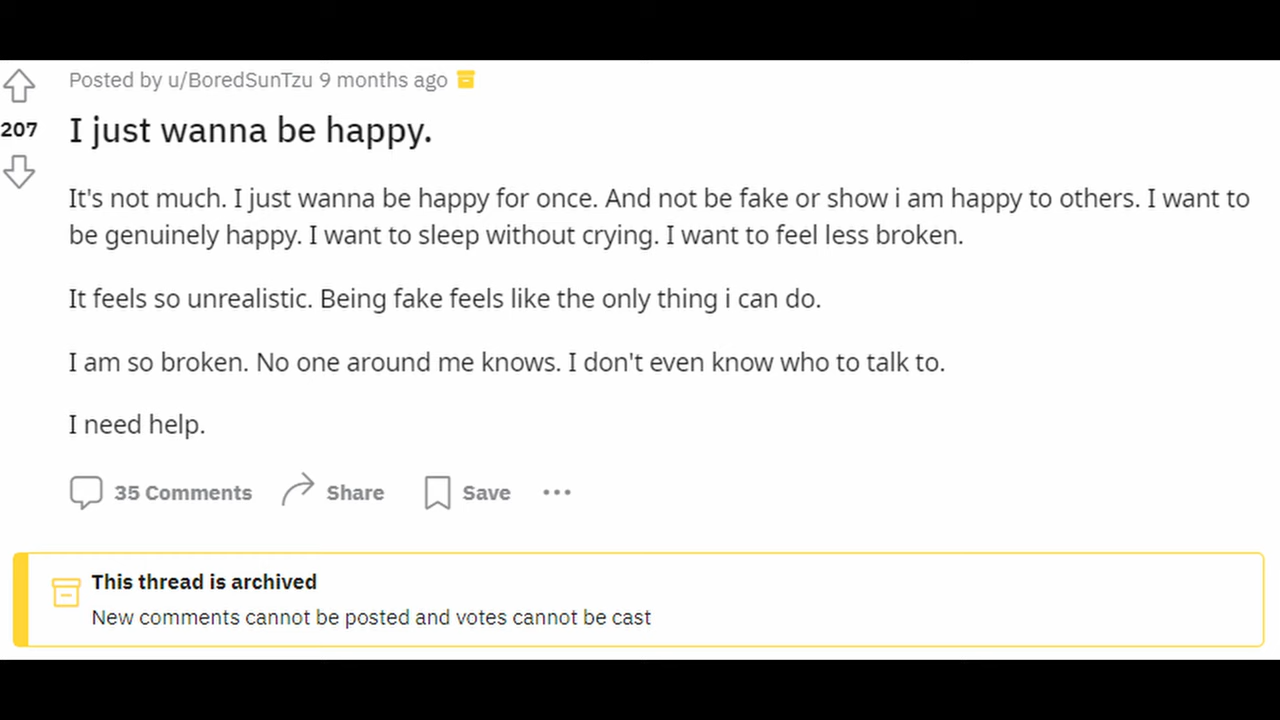 Posted by u/BoredSunTzu 9 months ago
207
I just wanna be happy.
It's not much. I just wanna be happy for once. And not be fake or show i am happy to others. I want to
be genuinely happy. I want to sleep without crying. I want to feel less broken.
It feels so unrealistic. Being fake feels like the only thing i can do.
I am so broken. No one around me knows. I don't even know who to talk to.
I need help.
35 Comments Share Save
This thread is archived
New comments cannot be posted and votes cannot be cast